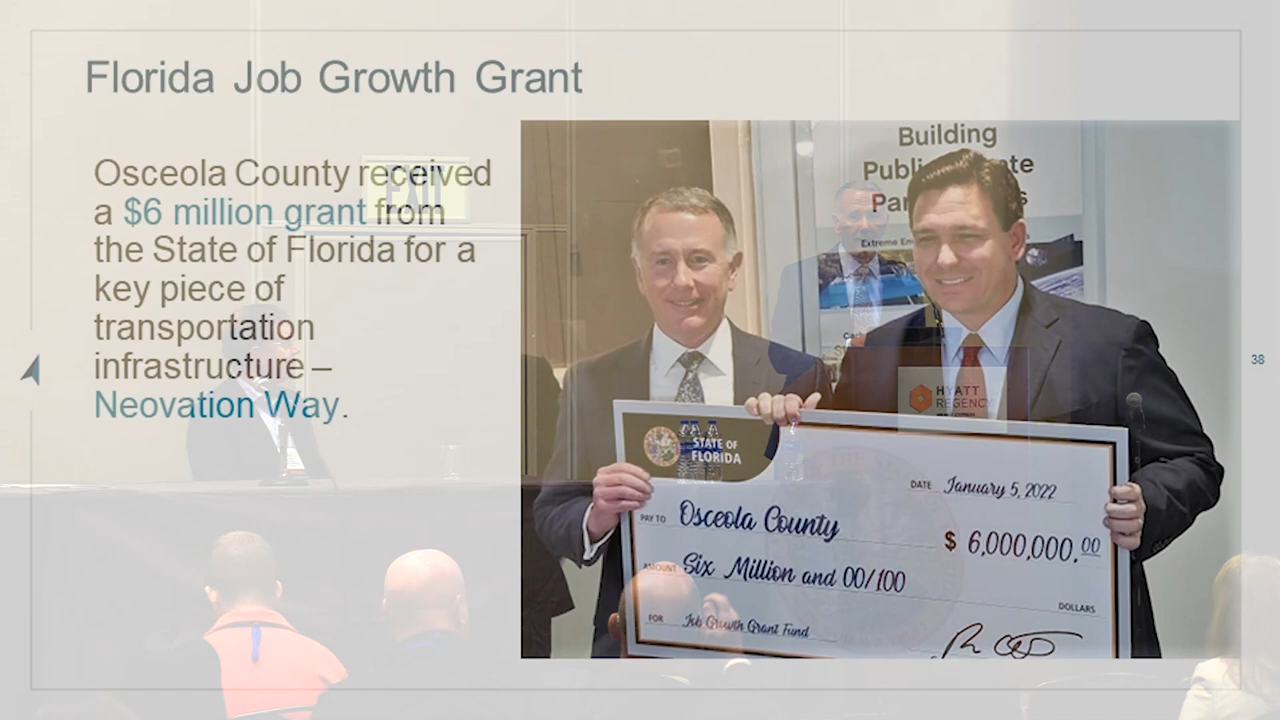 Florida Job Growth Grant
Osceola County received
a $6 million grant from
the State of Florida for a
key piece of
transportation
infrastructure –
Neovation Way.
EXIT
Building
Extreme
HYATT
REGENCY
STATE OF
FLORIDA
DATE January 5, 2022
PAY TO Osceola County
$ 6,000,000.00
AMOUNT Six Million and 00/100
DOLLARS
FOR Job Growth Grant Fund
38